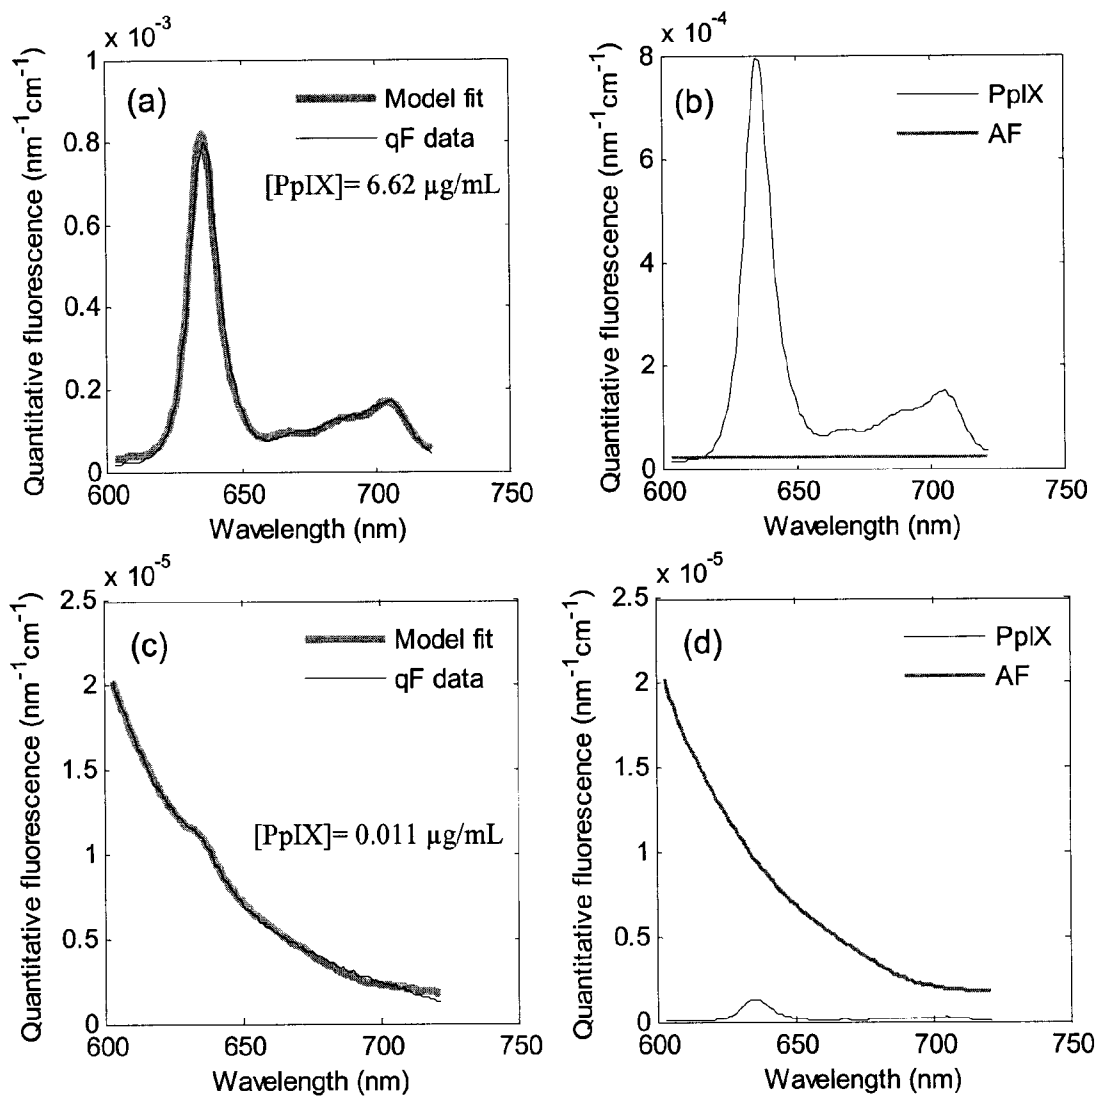 x 10⁻³
Quantitative fluorescence (nm⁻¹cm⁻¹)
1
0.8
0.6
0.4
0.2
0
(a)
Model fit
qF data
[PpIX]= 6.62 µg/mL
600 650 700 750
Wavelength (nm)
x 10⁻⁴
Quantitative fluorescence (nm⁻¹cm⁻¹)
8
6
4
2
0
(b)
PpIX
AF
600 650 700 750
Wavelength (nm)
x 10⁻⁵
Quantitative fluorescence (nm⁻¹cm⁻¹)
2.5
2
1.5
1
0.5
0
(c)
Model fit
qF data
[PpIX]= 0.011 µg/mL
600 650 700 750
Wavelength (nm)
x 10⁻⁵
Quantitative fluorescence (nm⁻¹cm⁻¹)
2.5
2
1.5
1
0.5
0
(d)
PpIX
AF
600 650 700 750
Wavelength (nm)